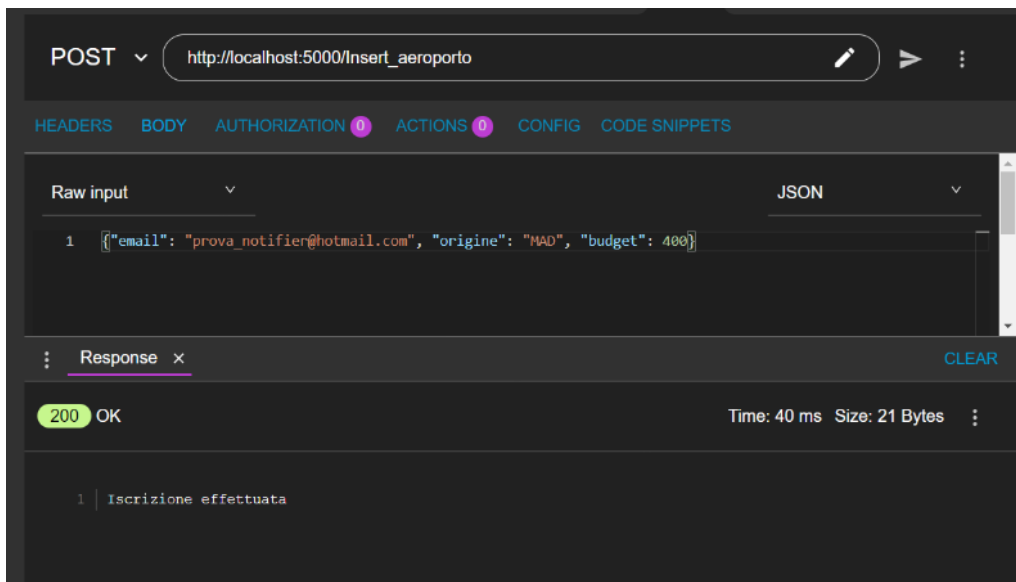 POST http://localhost:5000/Insert_aeroporto
HEADERS BODY AUTHORIZATION 0 ACTIONS 0 CONFIG CODE SNIPPETS
Raw input JSON
1 {"email": "prova_notifier@hotmail.com", "origine": "MAD", "budget": 400}
Response × CLEAR
200 OK Time: 40 ms Size: 21 Bytes
1 Iscrizione effettuata